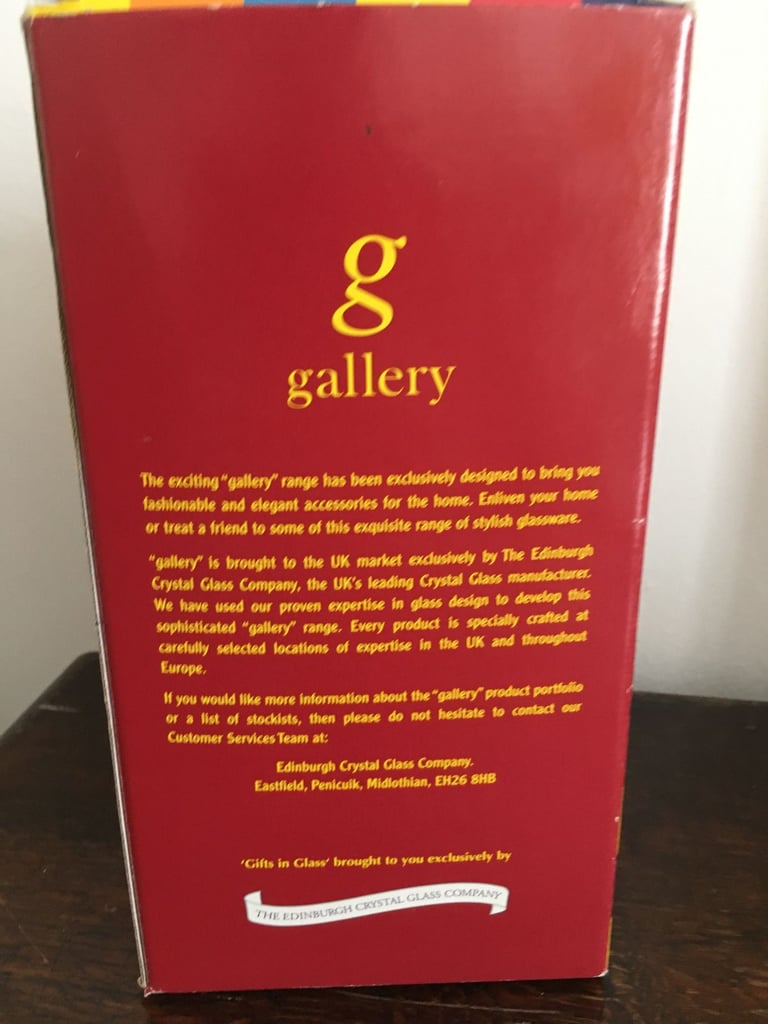 g
gallery
The exciting "gallery" range has been exclusively designed to bring you
fashionable and elegant accessories for the home. Enliven your home
or treat a friend to some of this exquisite range of stylish glassware.
"gallery" is brought to the UK market exclusively by The Edinburgh
Crystal Glass Company, the UK's leading Crystal Glass manufacturer.
We have used our proven expertise in glass design to develop this
sophisticated "gallery" range. Every product is specially crafted at
carefully selected locations of expertise in the UK and throughout
Europe.
If you would like more information about the "gallery" product portfolio
or a list of stockists, then please do not hesitate to contact our
Customer Services Team at:
Edinburgh Crystal Glass Company.
Eastfield, Penicuik, Midlothian, EH26 8HB
'Gifts in Glass' brought to you exclusively by
THE EDINBURGH CRYSTAL GLASS COMPANY